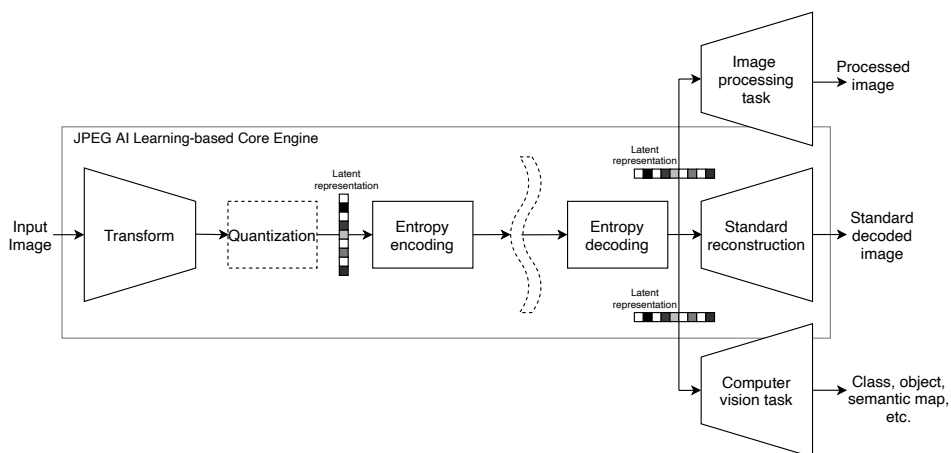 Image
processing
task
Processed
image
JPEG AI Learning-based Core Engine
Latent
representation
Latent
representation
Input
Image
Transform
Quantization
Entropy
encoding
Entropy
decoding
Standard
reconstruction
Standard
decoded
image
Latent
representation
Computer
vision task
Class, object,
semantic map,
etc.